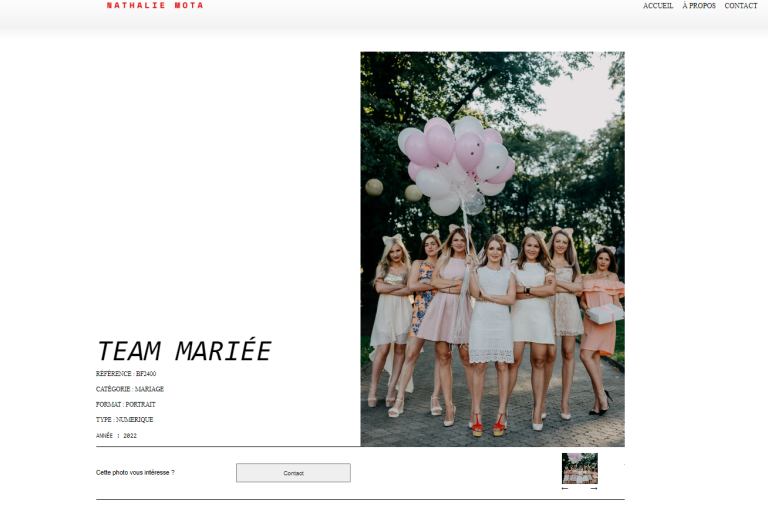 NATHALIE MOTA
ACCUEIL À PROPOS CONTACT
TEAM MARIÉE
RÉFÉRENCE : BF2400
CATÉGORIE : MARIAGE
FORMAT : PORTRAIT
TYPE : NUMERIQUE
ANNÉE : 2022
Cette photo vous intéresse ?
Contact
← →